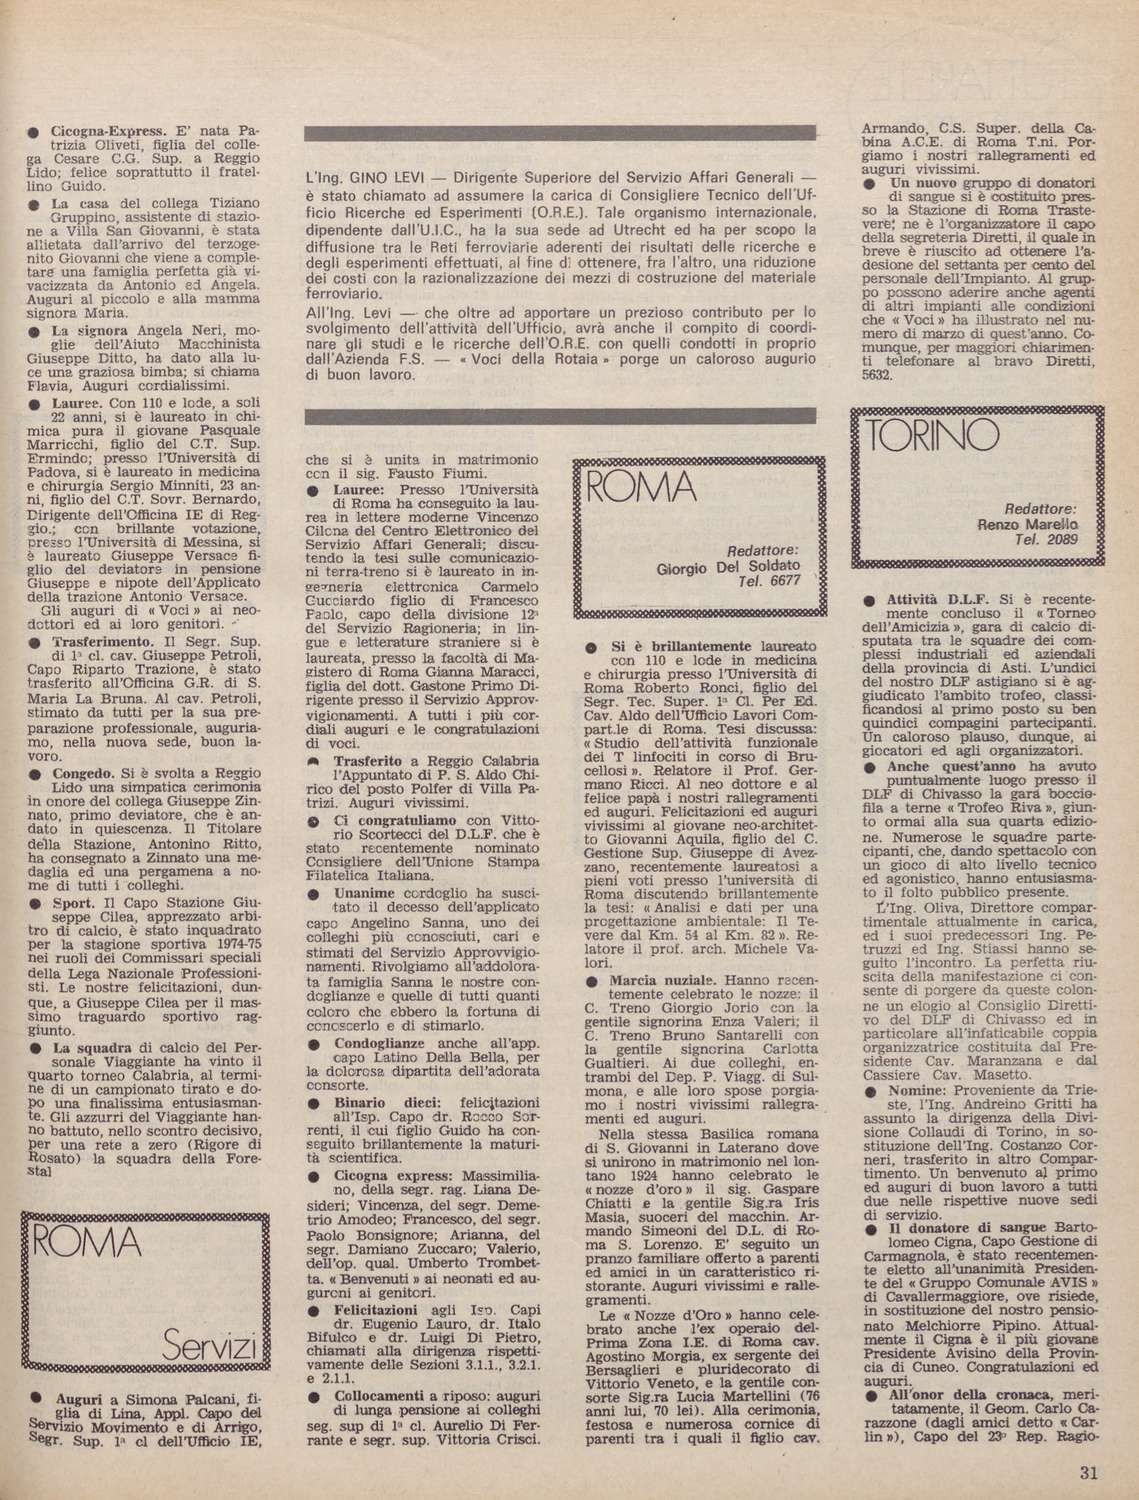 ● Cicogna-Express. E' nata Pa-
trizia Oliveti, figlia del colle-
ga Cesare C.G. Sup. a Reggio
Lido; felice soprattutto il fratel-
lino Guido.
● La casa del collega Tiziano
Gruppino, assistente di stazio-
ne a Villa San Giovanni, è stata
allietata dall'arrivo del terzoge-
nito Giovanni che viene a comple-
tare una famiglia perfetta già vi-
vacizzata da Antonio ed Angela.
Auguri al piccolo e alla mamma
signora Maria.
● La signora Angela Neri, mo-
glie dell'Aiuto Macchinista
Giuseppe Ditto, ha dato alla lu-
ce una graziosa bimba; si chiama
Flavia, Auguri cordialissimi.
● Lauree. Con 110 e lode, a soli
22 anni, si è laureato in chi-
mica pura il giovane Pasquale
Marricchi, figlio del C.T. Sup.
Ermindo; presso l'Università di
Padova, si è laureato in medicina
e chirurgia Sergio Minniti, 23 an-
ni, figlio del C.T. Sovr. Bernardo,
Dirigente dell'Officina IE di Reg-
gio.; con brillante votazione,
presso l'Università di Messina, si
è laureato Giuseppe Versace fi-
glio del deviatore in pensione
Giuseppe e nipote dell'Applicato
della trazione Antonio Versace.
Gli auguri di « Voci » ai neo-
dottori ed ai loro genitori.
● Trasferimento. Il Segr. Sup.
di 1ª cl. cav. Giuseppe Petroli,
Capo Riparto Trazione, è stato
trasferito all'Officina G.R. di S.
Maria La Bruna. Al cav. Petroli,
stimato da tutti per la sua pre-
parazione professionale, auguria-
mo, nella nuova sede, buon la-
voro.
● Congedo. Si è svolta a Reggio
Lido una simpatica cerimonia
in onore del collega Giuseppe Zin-
nato, primo deviatore, che è an-
dato in quiescenza. Il Titolare
della Stazione, Antonino Ritto,
ha consegnato a Zinnato una me-
daglia ed una pergamena a no-
me di tutti i colleghi.
● Sport. Il Capo Stazione Giu-
seppe Cilea, apprezzato arbi-
tro di calcio, è stato inquadrato
per la stagione sportiva 1974-75
nei ruoli dei Commissari speciali
della Lega Nazionale Professioni-
sti. Le nostre felicitazioni, dun-
que, a Giuseppe Cilea per il mas-
simo traguardo sportivo rag-
giunto.
● La squadra di calcio del Per-
sonale Viaggiante ha vinto il
quarto torneo Calabria, al termi-
ne di un campionato tirato e do-
po una finalissima entusiasman-
te. Gli azzurri del Viaggiante han-
no battuto, nello scontro decisivo,
per una rete a zero (Rigore di
Rosato) la squadra della Fore-
stal
ROMA
Servizi
● Auguri a Simona Palcani, fi-
glia di Lina, Appl. Capo del
Servizio Movimento e di Arrigo,
Segr. Sup. 1ª cl dell'Ufficio IE,
L'Ing. GINO LEVI — Dirigente Superiore del Servizio Affari Generali —
è stato chiamato ad assumere la carica di Consigliere Tecnico dell'Uf-
ficio Ricerche ed Esperimenti (O.R.E.). Tale organismo internazionale,
dipendente dall'U.I.C., ha la sua sede ad Utrecht ed ha per scopo la
diffusione tra le Reti ferroviarie aderenti dei risultati delle ricerche e
degli esperimenti effettuati, al fine di ottenere, fra l'altro, una riduzione
dei costi con la razionalizzazione dei mezzi di costruzione del materiale
ferroviario.
All'Ing. Levi — che oltre ad apportare un prezioso contributo per lo
svolgimento dell'attività dell'Ufficio, avrà anche il compito di coordi-
nare gli studi e le ricerche dell'O.R.E. con quelli condotti in proprio
dall'Azienda F.S. — « Voci della Rotaia » porge un caloroso augurio
di buon lavoro.
che si è unita in matrimonio
con il sig. Fausto Fiumi.
● Lauree: Presso l'Università
di Roma ha conseguito la lau-
rea in lettere moderne Vincenzo
Cilona del Centro Elettronico del
Servizio Affari Generali; discu-
tendo la tesi sulle comunicazio-
ni terra-treno si è laureato in in-
gegneria elettronica Carmelo
Gucciardo figlio di Francesco
Paolo, capo della divisione 12ª
del Servizio Ragioneria; in lin-
gue e letterature straniere si è
laureata, presso la facoltà di Ma-
gistero di Roma Gianna Maracci,
figlia del dott. Gastone Primo Di-
rigente presso il Servizio Approv-
vigionamenti. A tutti i più cor-
diali auguri e le congratulazioni
di voci.
● Trasferito a Reggio Calabria
l'Appuntato di P. S. Aldo Chi-
rico del posto Polfer di Villa Pa-
trizi. Auguri vivissimi.
● Ci congratuliamo con Vitto-
rio Scortecci del D.L.F. che è
stato recentemente nominato
Consigliere dell'Unione Stampa
Filatelica Italiana.
● Unanime cordoglio ha susci-
tato il decesso dell'applicato
capo Angelino Sanna, uno dei
colleghi più conosciuti, cari e
stimati del Servizio Approvvigio-
namenti. Rivolgiamo all'addolora-
ta famiglia Sanna le nostre con-
doglianze e quelle di tutti quanti
coloro che ebbero la fortuna di
conoscerlo e di stimarlo.
● Condoglianze anche all'app.
capo Latino Della Bella, per
la dolorosa dipartita dell'adorata
consorte.
● Binario dieci: felicitazioni
all'Isp. Capo dr. Rocco Sor-
renti, il cui figlio Guido ha con-
seguito brillantemente la maturi-
tà scientifica.
● Cicogna express: Massimilia-
no, della segr. rag. Liana De-
sideri; Vincenza, del segr. Deme-
trio Amodeo; Francesco, del segr.
Paolo Bonsignore; Arianna, del
segr. Damiano Zuccaro; Valerio,
dell'op. qual. Umberto Trombet-
ta. « Benvenuti » ai neonati ed au-
guroni ai genitori.
● Felicitazioni agli Isp. Capi
dr. Eugenio Lauro, dr. Italo
Bifulco e dr. Luigi Di Pietro,
chiamati alla dirigenza rispetti-
vamente delle Sezioni 3.1.1., 3.2.1.
e 2.1.1.
● Collocamenti a riposo: auguri
di lunga pensione ai colleghi
seg. sup di 1ª cl. Aurelio Di Fer-
rante e segr. sup. Vittoria Crisci.
ROMA
Redattore:
Giorgio Del Soldato
Tel. 6677
● Si è brillantemente laureato
con 110 e lode in medicina
e chirurgia presso l'Università di
Roma Roberto Ronci, figlio del
Segr. Tec. Super. 1ª Cl. Per Ed.
Cav. Aldo dell'Ufficio Lavori Com-
part.le di Roma. Tesi discussa:
« Studio dell'attività funzionale
dei T linfociti in corso di Bru-
cellosi ». Relatore il Prof. Ger-
mano Ricci. Al neo dottore e al
felice papà i nostri rallegramenti
ed auguri. Felicitazioni ed auguri
vivissimi al giovane neo-architet-
to Giovanni Aquila, figlio del C.
Gestione Sup. Giuseppe di Avez-
zano, recentemente laureatosi a
pieni voti presso l'università di
Roma discutendo brillantemente
la tesi: « Analisi e dati per una
progettazione ambientale: Il Te-
vere dal Km. 54 al Km. 82 ». Re-
latore il prof. arch. Michele Va-
lori.
● Marcia nuziale. Hanno recen-
temente celebrato le nozze: il
C. Treno Giorgio Jorio con la
gentile signorina Enza Valeri; il
C. Treno Bruno Santarelli con
la gentile signorina Carlotta
Gualtieri. Ai due colleghi, en-
trambi del Dep. P. Viagg. di Sul-
mona, e alle loro spose porgia-
mo i nostri vivissimi rallegra-
menti ed auguri.
Nella stessa Basilica romana
di S. Giovanni in Laterano dove
si unirono in matrimonio nel lon-
tano 1924 hanno celebrato le
« nozze d'oro » il sig. Gaspare
Chiatti e la gentile Sig.ra Iris
Masia, suoceri del macchin. Ar-
mando Simeoni del D.L. di Ro-
ma S. Lorenzo. E' seguito un
pranzo familiare offerto a parenti
ed amici in un caratteristico ri-
storante. Auguri vivissimi e ralle-
gramenti.
Le « Nozze d'Oro » hanno cele-
brato anche l'ex operaio del-
Prima Zona I.E. di Roma cav.
Agostino Morgia, ex sergente dei
Bersaglieri e pluridecorato di
Vittorio Veneto, e la gentile con-
sorte Sig.ra Lucia Martellini (76
anni lui, 70 lei). Alla cerimonia,
festosa e numerosa cornice di
parenti tra i quali il figlio cav.
Armando, C.S. Super. della Ca-
bina A.C.E. di Roma T.ni. Por-
giamo i nostri rallegramenti ed
auguri vivissimi.
● Un nuovo gruppo di donatori
di sangue si è costituito pres-
so la Stazione di Roma Traste-
vere; ne è l'organizzatore il capo
della segreteria Diretti, il quale in
breve è riuscito ad ottenere l'a-
desione del settanta per cento del
personale dell'Impianto. Al grup-
po possono aderire anche agenti
di altri impianti alle condizioni
che « Voci » ha illustrato nel nu-
mero di marzo di quest'anno. Co-
munque, per maggiori chiarimen-
ti telefonare al bravo Diretti,
5632.
TORINO
Redattore:
Renzo Marello
Tel. 2089
● Attività D.L.F. Si è recente-
mente concluso il « Torneo
dell'Amicizia », gara di calcio di-
sputata tra le squadre dei com-
plessi industriali ed aziendali
della provincia di Asti. L'undici
del nostro DLF astigiano si è ag-
giudicato l'ambito trofeo, classi-
ficandosi al primo posto su ben
quindici compagini partecipanti.
Un caloroso plauso, dunque, ai
giocatori ed agli organizzatori.
● Anche quest'anno ha avuto
puntualmente luogo presso il
DLF di Chivasso la gara boccio-
fila a terne « Trofeo Riva », giun-
to ormai alla sua quarta edizio-
ne. Numerose le squadre parte-
cipanti, che, dando spettacolo con
un gioco di alto livello tecnico
ed agonistico, hanno entusiasma-
to il folto pubblico presente.
L'Ing. Oliva, Direttore compar-
timentale attualmente in carica,
ed i suoi predecessori Ing. Pe-
truzzi ed Ing. Stiassi hanno se-
guito l'incontro. La perfetta riu-
scita della manifestazione ci con-
sente di porgere da queste colon-
ne un elogio al Consiglio Diretti-
vo del DLF di Chivasso ed in
particolare all'infaticabile coppia
organizzatrice costituita dal Pre-
sidente Cav. Maranzana e dal
Cassiere Cav. Masetto.
● Nomine: Proveniente da Trie-
ste, l'Ing. Andreino Gritti ha
assunto la dirigenza della Divi-
sione Collaudi di Torino, in so-
stituzione dell'Ing. Costanzo Cor-
neri, trasferito in altro Compar-
timento. Un benvenuto al primo
ed auguri di buon lavoro a tutti
due nelle rispettive nuove sedi
di servizio.
● Il donatore di sangue Barto-
lomeo Cigna, Capo Gestione di
Carmagnola, è stato recentemen-
te eletto all'unanimità Presiden-
te del « Gruppo Comunale AVIS »
di Cavallermaggiore, ove risiede,
in sostituzione del nostro pensio-
nato Melchiorre Pipino. Attual-
mente il Cigna è il più giovane
Presidente Avisino della Provin-
cia di Cuneo. Congratulazioni ed
auguri.
● All'onor della cronaca, meri-
tatamente, il Geom. Carlo Ca-
razzone (dagli amici detto « Car-
lin »), Capo del 23º Rep. Ragio-
31